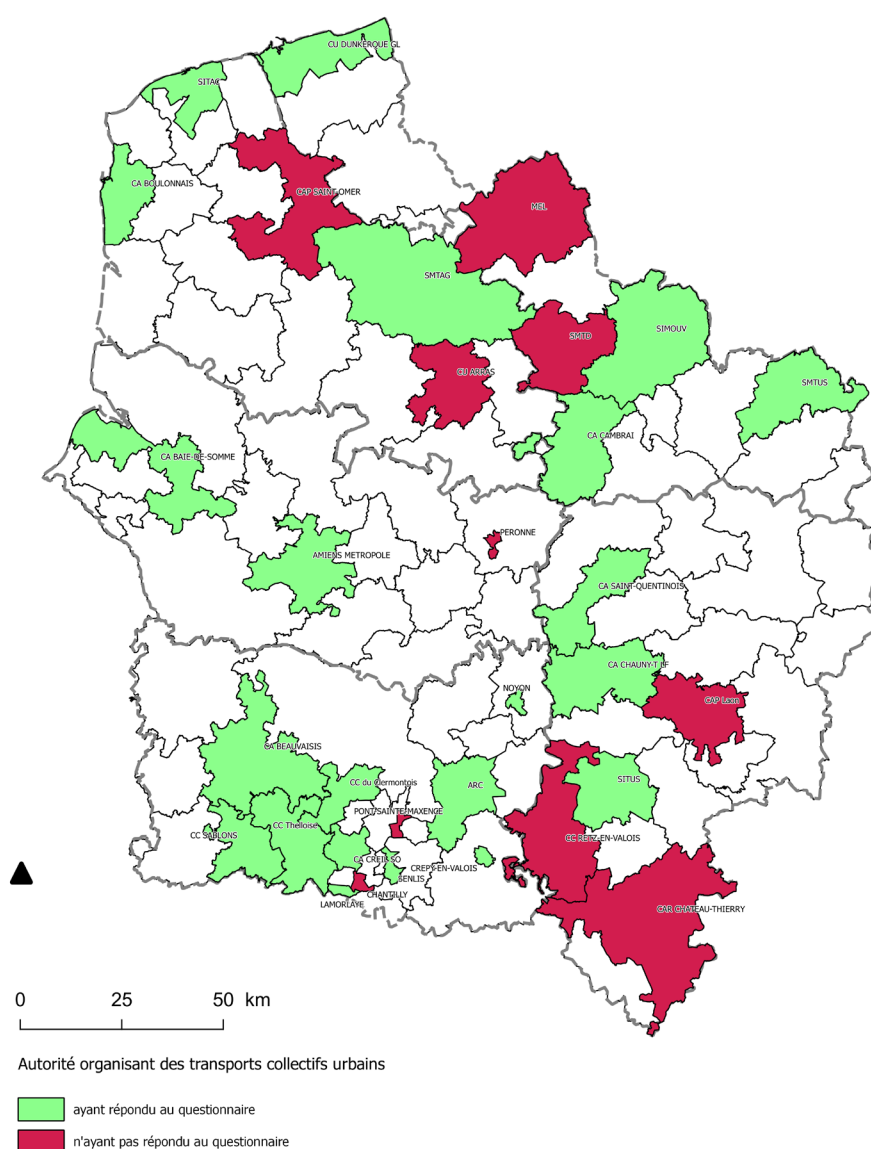 CU DUNKERQUE GL
SITAC
CA BOULONNAIS
CAP SAINT-OMER
MEL
SMTAG
SMTD
SIMOUV
CU ARRAS
SMTUS
CA CAMBRAI
CA BAIE-DE-SOMME
PERONNE
AMIENS METROPOLE
CA SAINT-QUENTINOIS
CA CHAUNY-T LF
NOYON
CAP Laon
CA BEAUVAISIS
CC du Clermontois
ARC
SITUS
PONT SAINTE-MAXENCE
CC SABLONS
CC Thelloise
CC RETZ-EN-VALOIS
CA CREIL SO
CREPY-EN-VALOIS
SENLIS
CHANTILLY
LAMORLAYE
CAR CHATEAU-THIERRY
0 25 50 km
Autorité organisant des transports collectifs urbains
ayant répondu au questionnaire
n'ayant pas répondu au questionnaire